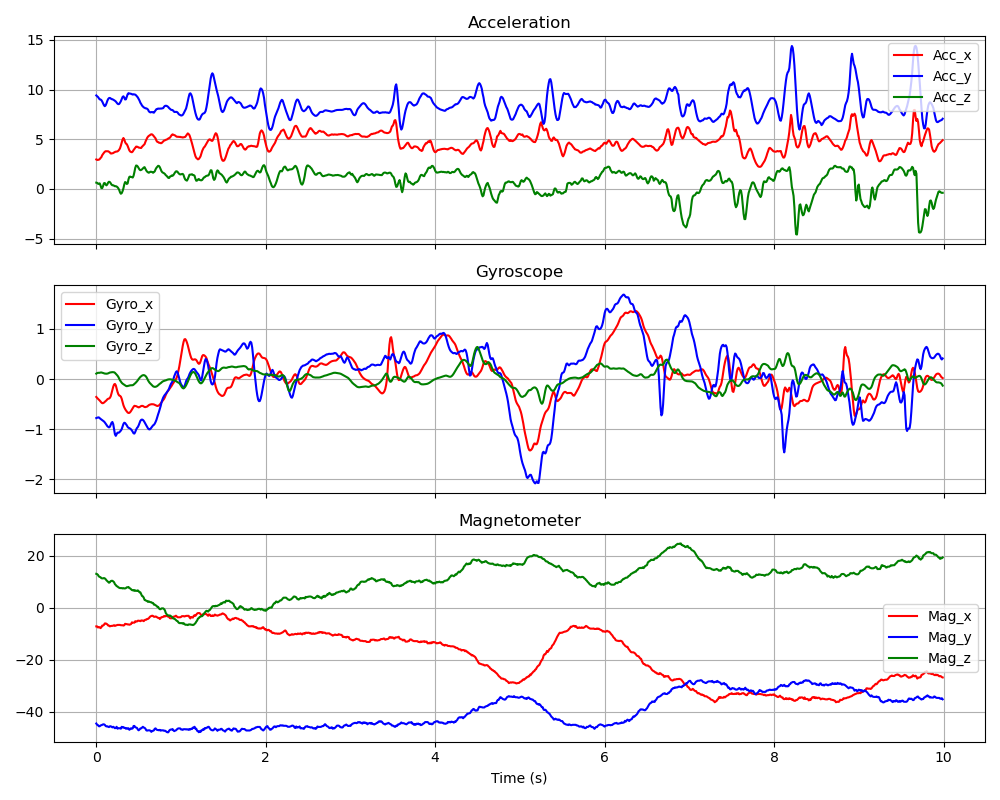 Acceleration
15
10
5
0
−5
Acc_x
Acc_y
Acc_z
Gyroscope
1
0
−1
−2
Gyro_x
Gyro_y
Gyro_z
Magnetometer
20
0
−20
−40
Mag_x
Mag_y
Mag_z
0 2 4 6 8 10
Time (s)